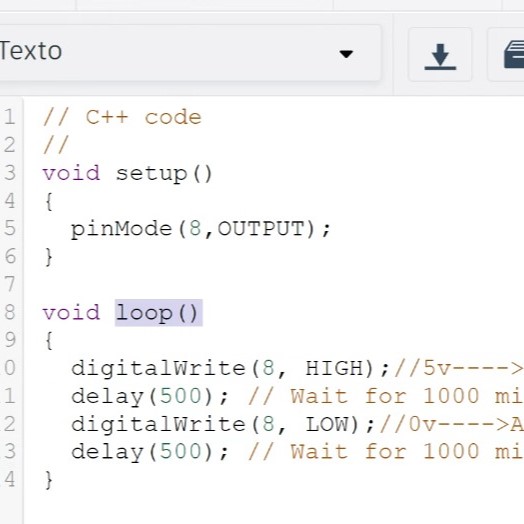 Texto
1 // C++ code
2 //
3 void setup()
4 {
5   pinMode(8,OUTPUT);
6 }
7
8 void loop()
9 {
0   digitalWrite(8, HIGH);//5v---->
1   delay(500); // Wait for 1000 mi
2   digitalWrite(8, LOW);//0v---->A
3   delay(500); // Wait for 1000 mi
4 }